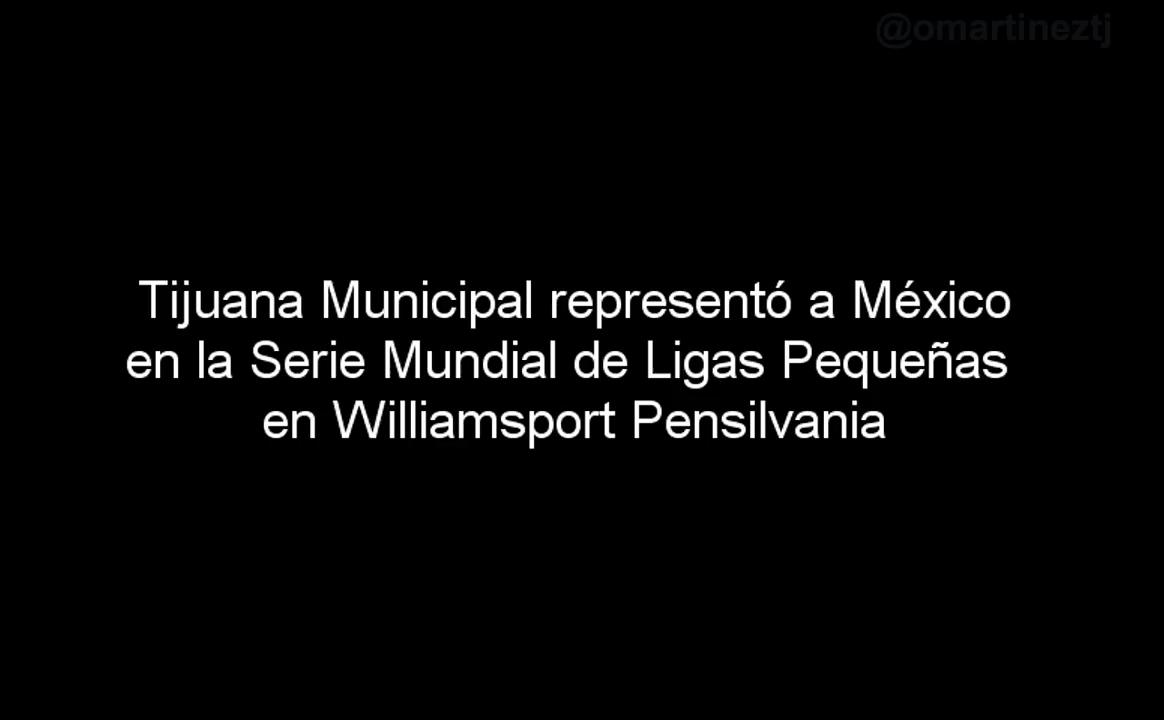 @omartineztj
Tijuana Municipal representó a México
en la Serie Mundial de Ligas Pequeñas
en Williamsport Pensilvania